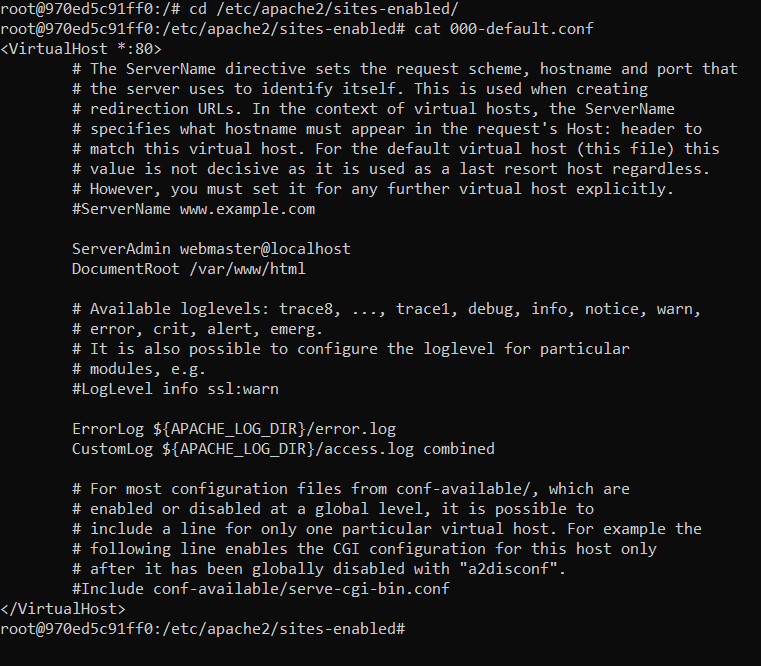 root@970ed5c91ff0:/# cd /etc/apache2/sites-enabled/
root@970ed5c91ff0:/etc/apache2/sites-enabled# cat 000-default.conf
<VirtualHost *:80>
        # The ServerName directive sets the request scheme, hostname and port that
        # the server uses to identify itself. This is used when creating
        # redirection URLs. In the context of virtual hosts, the ServerName
        # specifies what hostname must appear in the request's Host: header to
        # match this virtual host. For the default virtual host (this file) this
        # value is not decisive as it is used as a last resort host regardless.
        # However, you must set it for any further virtual host explicitly.
        #ServerName www.example.com

        ServerAdmin webmaster@localhost
        DocumentRoot /var/www/html

        # Available loglevels: trace8, ..., trace1, debug, info, notice, warn,
        # error, crit, alert, emerg.
        # It is also possible to configure the loglevel for particular
        # modules, e.g.
        #LogLevel info ssl:warn

        ErrorLog ${APACHE_LOG_DIR}/error.log
        CustomLog ${APACHE_LOG_DIR}/access.log combined

        # For most configuration files from conf-available/, which are
        # enabled or disabled at a global level, it is possible to
        # include a line for only one particular virtual host. For example the
        # following line enables the CGI configuration for this host only
        # after it has been globally disabled with "a2disconf".
        #Include conf-available/serve-cgi-bin.conf
</VirtualHost>
root@970ed5c91ff0:/etc/apache2/sites-enabled#